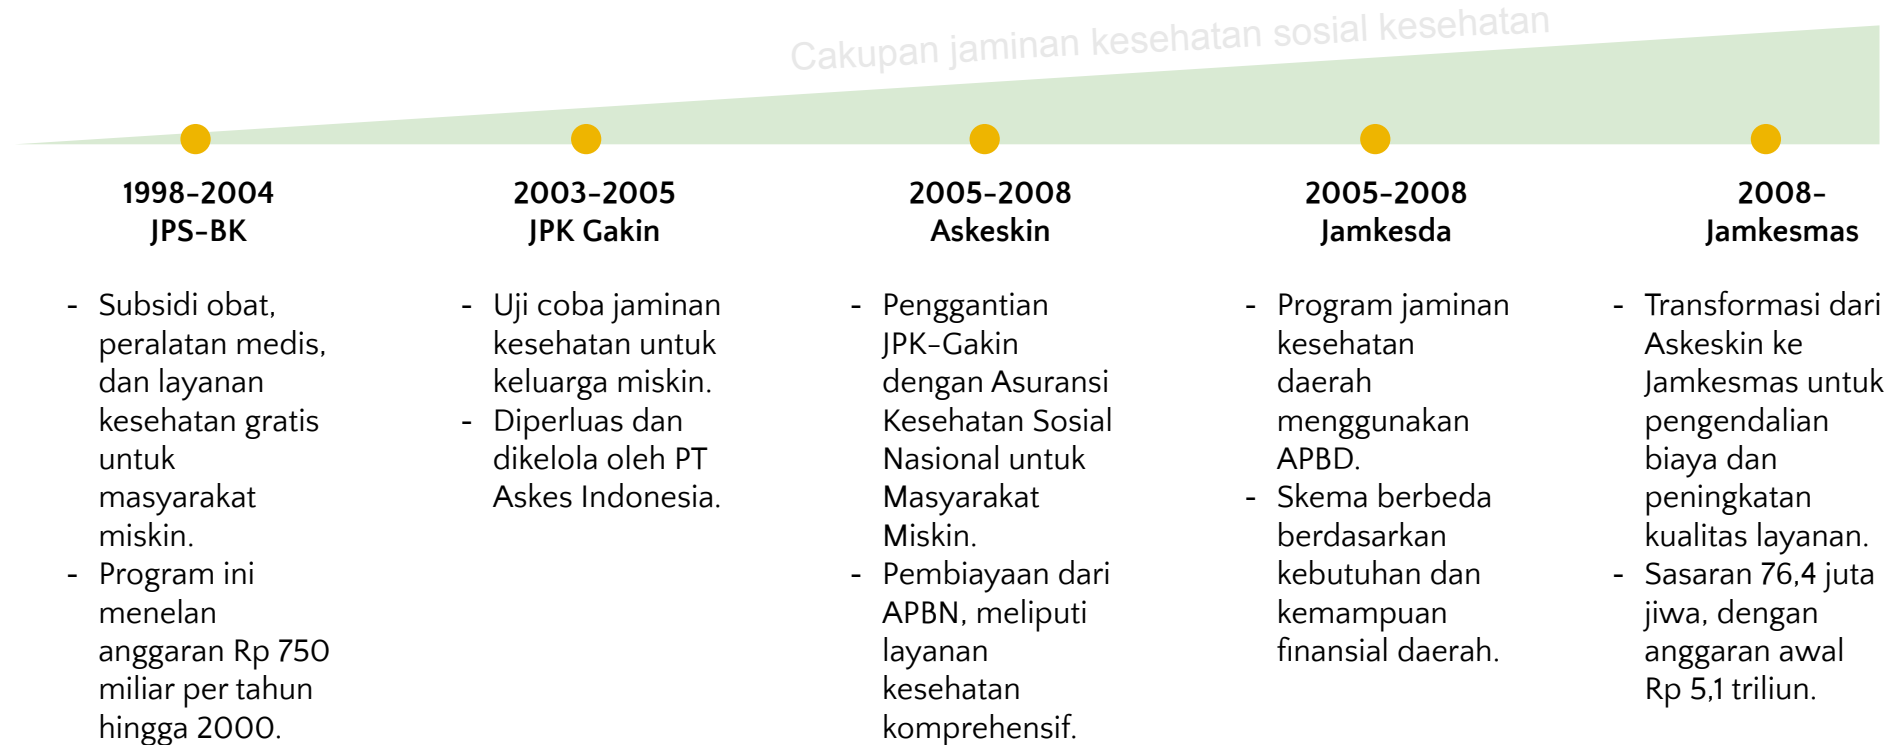 Cakupan jaminan kesehatan sosial kesehatan
1998-2004
JPS-BK
- Subsidi obat,
peralatan medis,
dan layanan
kesehatan gratis
untuk
masyarakat
miskin.
- Program ini
menelan
anggaran Rp 750
miliar per tahun
hingga 2000.
2003-2005
JPK Gakin
- Uji coba jaminan
kesehatan untuk
keluarga miskin.
- Diperluas dan
dikelola oleh PT
Askes Indonesia.
2005-2008
Askeskin
- Penggantian
JPK-Gakin
dengan Asuransi
Kesehatan Sosial
Nasional untuk
Masyarakat
Miskin.
- Pembiayaan dari
APBN, meliputi
layanan
kesehatan
komprehensif.
2005-2008
Jamkesda
- Program jaminan
kesehatan
daerah
menggunakan
APBD.
- Skema berbeda
berdasarkan
kebutuhan dan
kemampuan
finansial daerah.
2008-
Jamkesmas
- Transformasi dari
Askeskin ke
Jamkesmas untuk
pengendalian
biaya dan
peningkatan
kualitas layanan.
- Sasaran 76,4 juta
jiwa, dengan
anggaran awal
Rp 5,1 triliun.